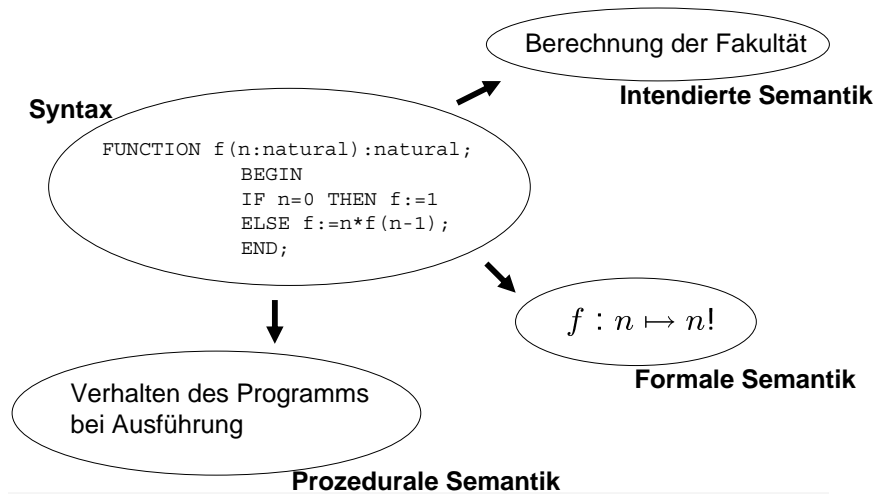 Berechnung der Fakultät
Intendierte Semantik
Syntax
FUNCTION f(n:natural):natural;
BEGIN
IF n=0 THEN f:=1
ELSE f:=n*f(n-1);
END;
f : n ↦ n!
Formale Semantik
Verhalten des Programms
bei Ausführung
Prozedurale Semantik